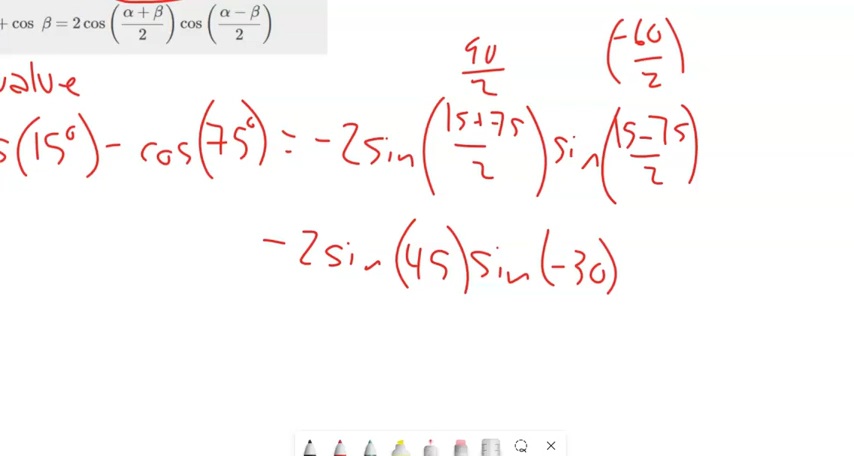 + cos β = 2 cos ( (α + β)/2 ) cos ( (α − β)/2 )
90/2 (-60/2)
value
s(15°) - cos(75°) = -2sin((15+75)/2)sin((15-75)/2)
-2sin(45)sin(-30)